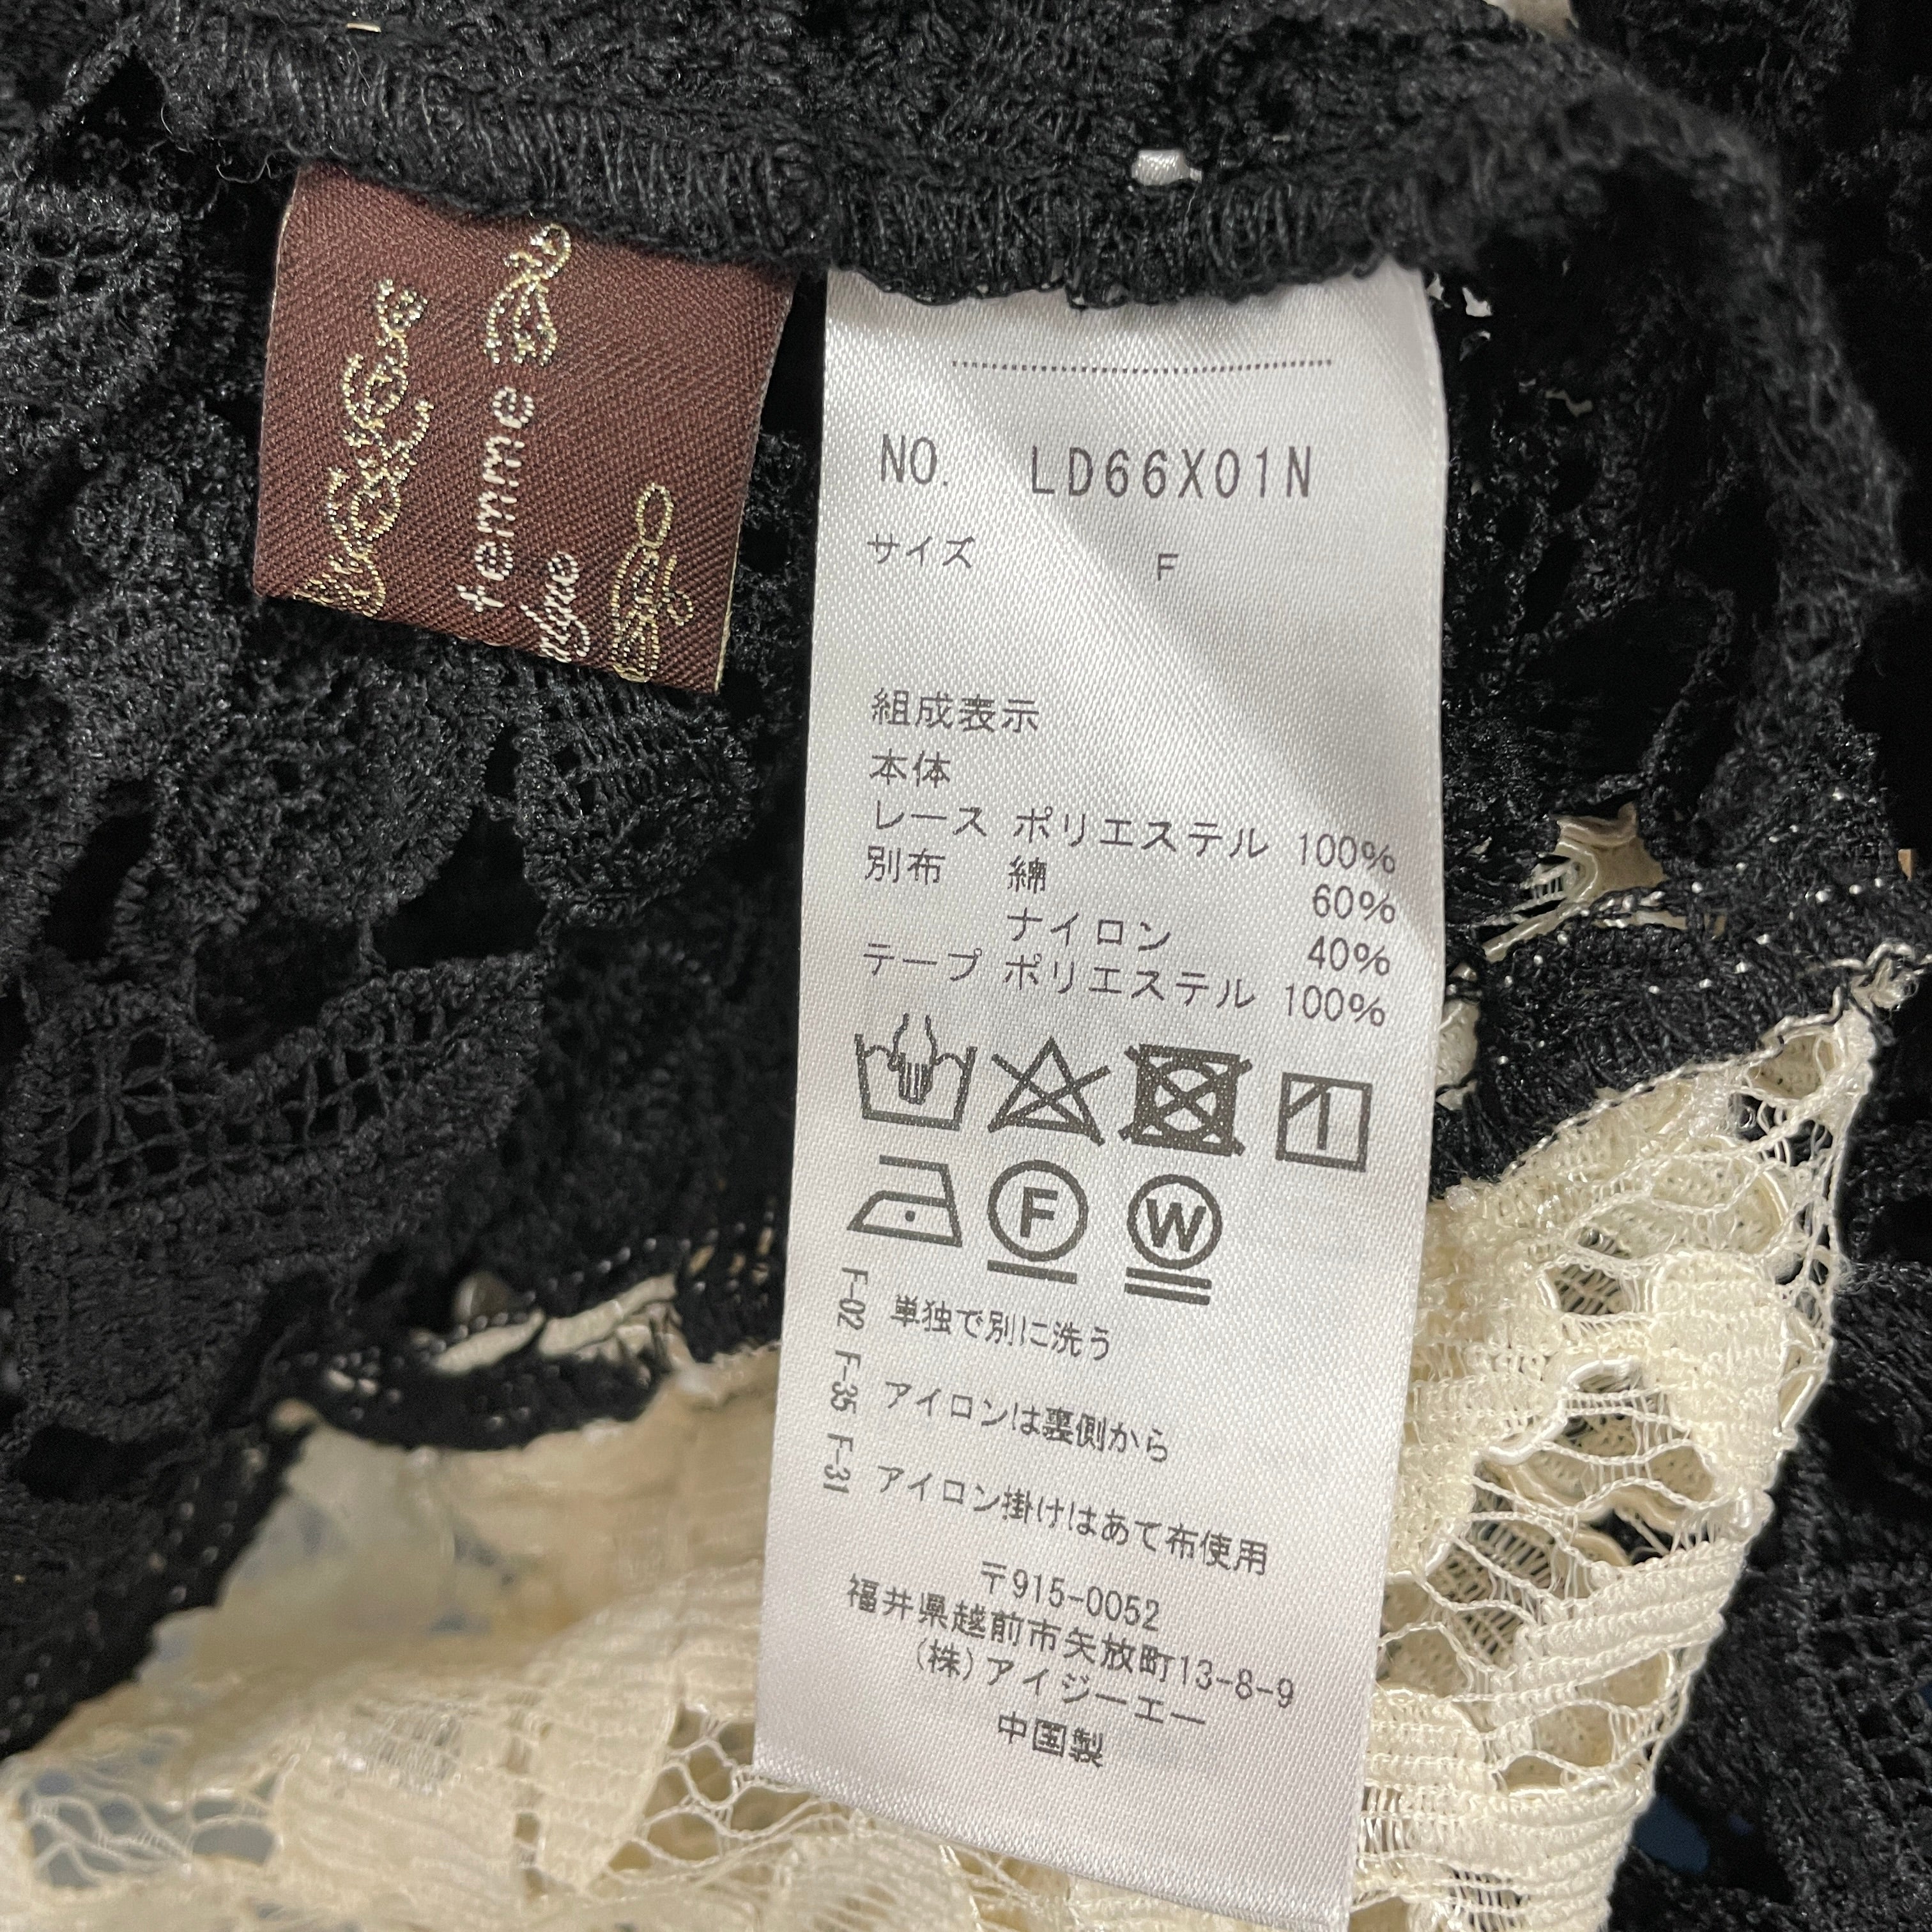 femme
NO. LD66X01N
サイズ F
組成表示
本体
レース ポリエステル 100%
別布 綿 60%
ナイロン 40%
テープ ポリエステル 100%
F
W
F-02 単独で別に洗う
F-35 アイロンは裏側から
F-31 アイロン掛けはあて布使用
〒915-0052
福井県越前市矢放町13-8-9
(株)アイジーエー
中国製